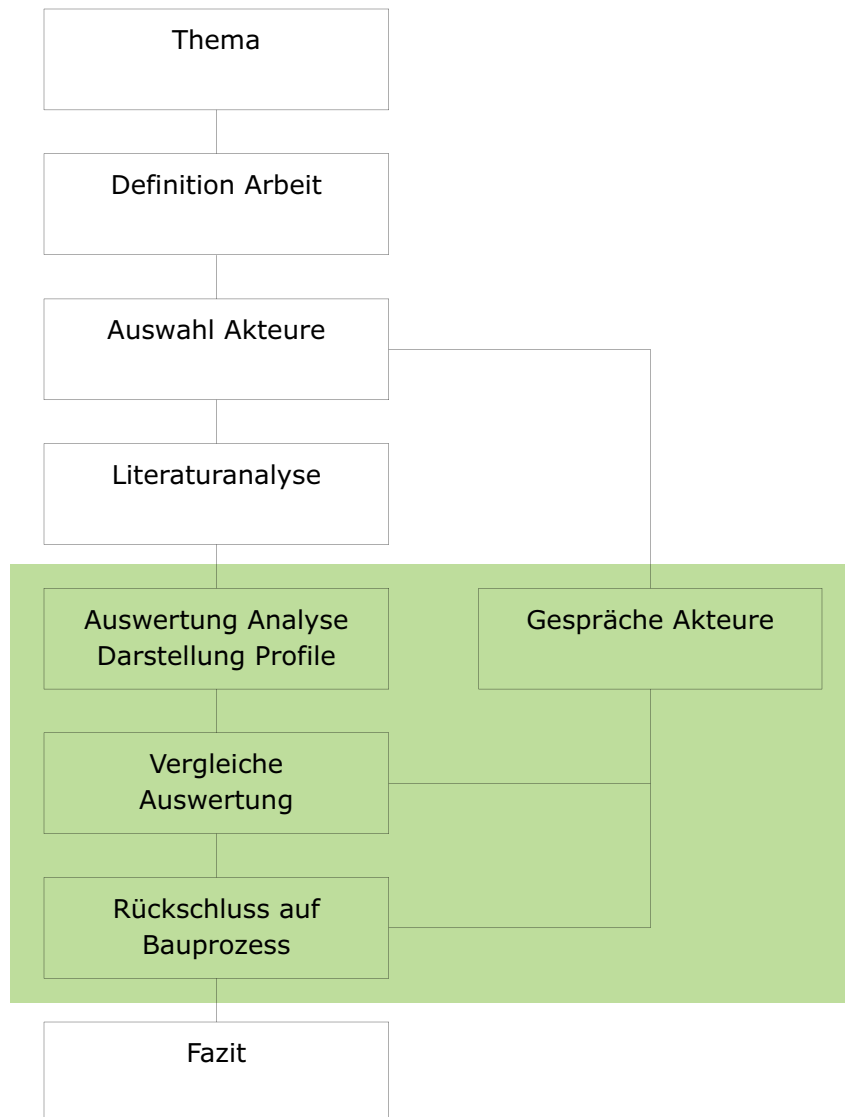 Thema
Definition Arbeit
Auswahl Akteure
Literaturanalyse
Auswertung Analyse
Darstellung Profile
Gespräche Akteure
Vergleiche
Auswertung
Rückschluss auf
Bauprozess
Fazit